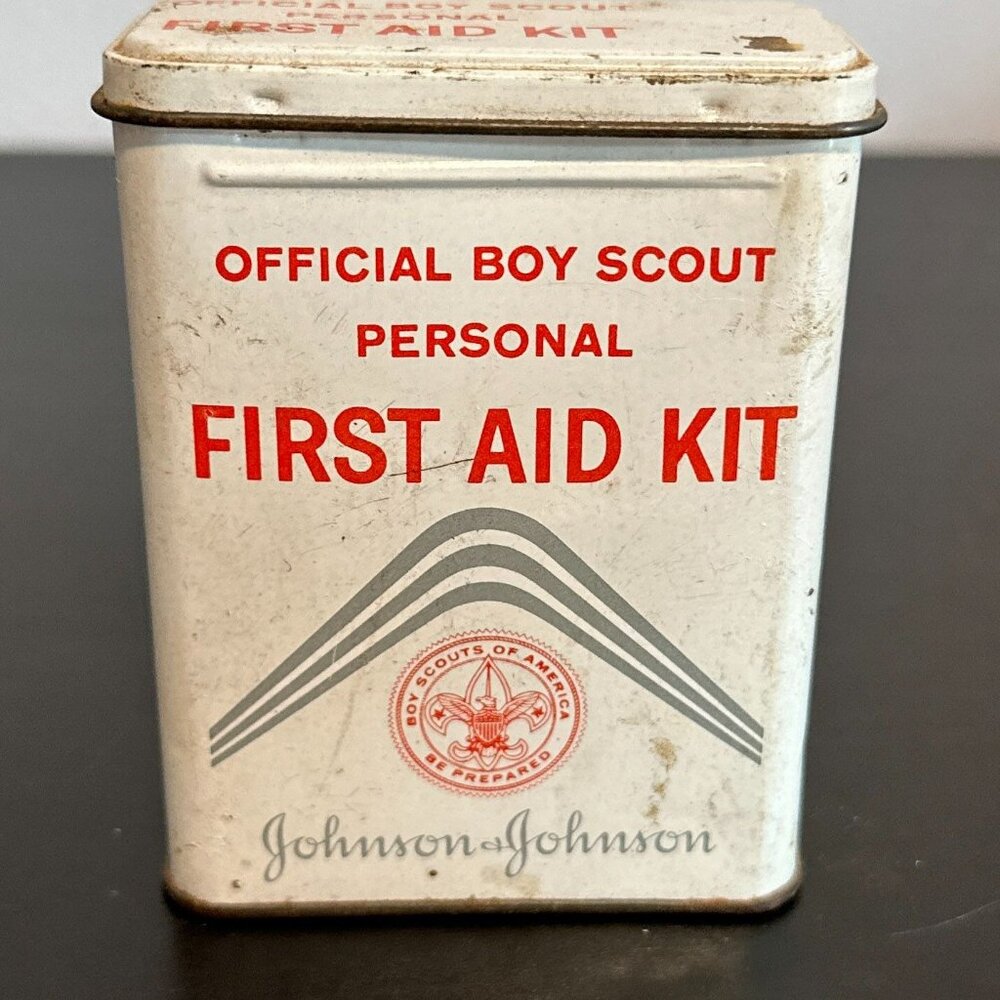 OFFICIAL BOY SCOUT
PERSONAL
FIRST AID KIT
OFFICIAL BOY SCOUT
PERSONAL
FIRST AID KIT
BOY SCOUTS OF AMERICA
BE PREPARED
Johnson & Johnson